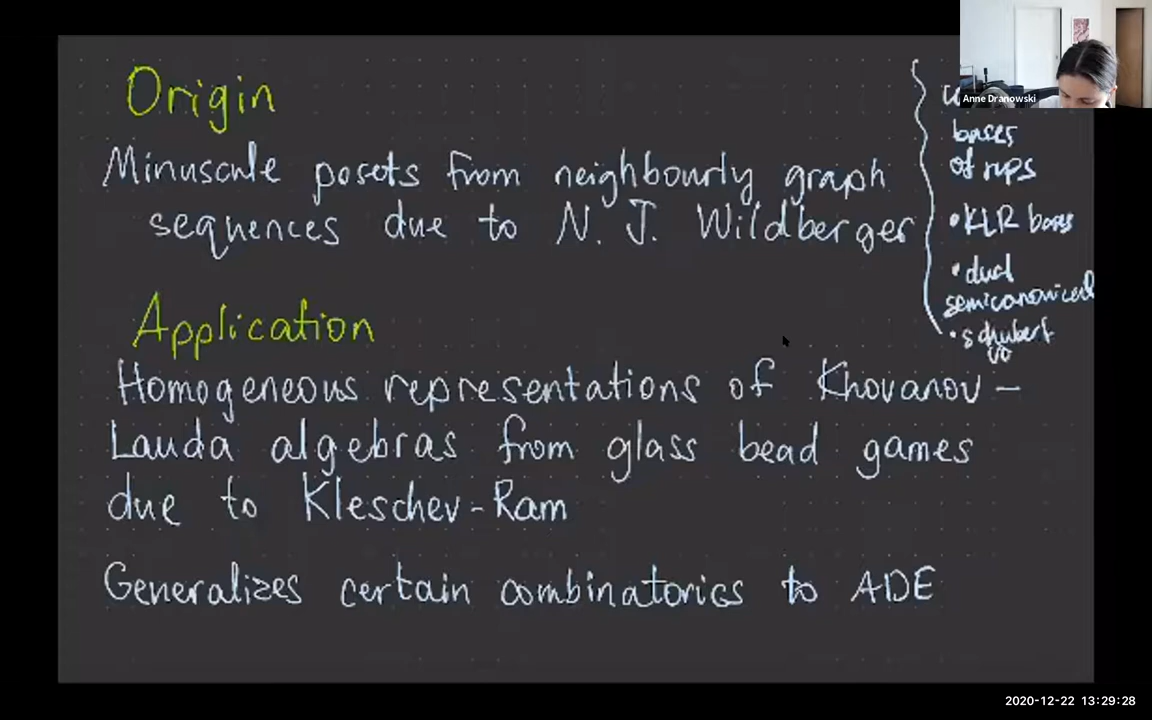 Origin
Minuscule posets from neighbourly graph
sequences due to N. J. Wildberger
Application
Homogeneous representations of Khovanov -
Lauda algebras from glass bead games
due to Kleschev - Ram
Generalizes certain combinatorics to ADE
bases
of reps
• KLR bases
• dual
semicanonical
• schubert
Anne Dranowski
2020-12-22 13:29:28